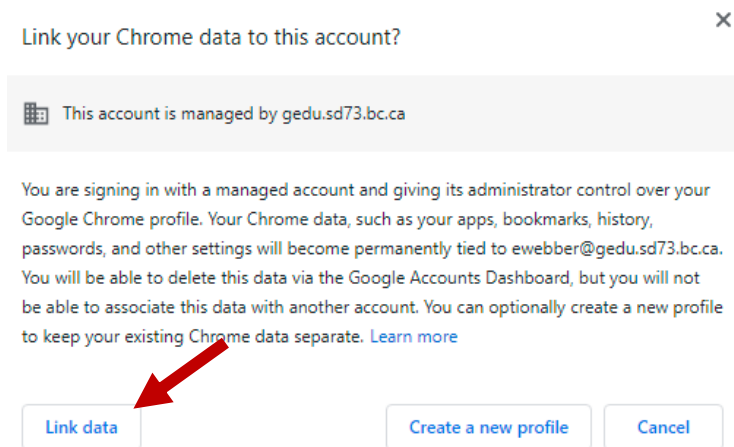 Link your Chrome data to this account?
This account is managed by gedu.sd73.bc.ca
You are signing in with a managed account and giving its administrator control over your
Google Chrome profile. Your Chrome data, such as your apps, bookmarks, history,
passwords, and other settings will become permanently tied to ewebber@gedu.sd73.bc.ca.
You will be able to delete this data via the Google Accounts Dashboard, but you will not
be able to associate this data with another account. You can optionally create a new profile
to keep your existing Chrome data separate. Learn more
Link data Create a new profile Cancel